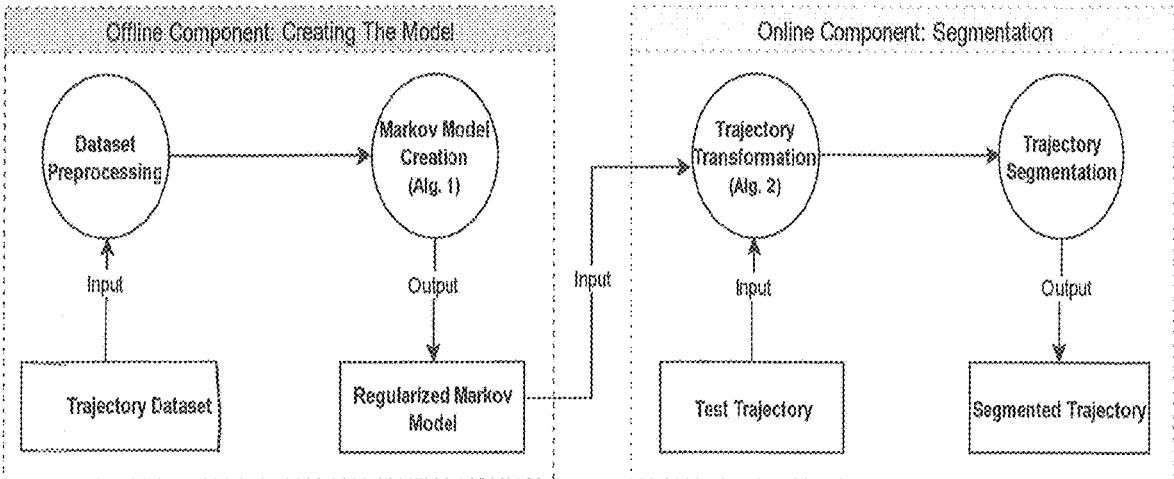 Offline Component: Creating The Model
Online Component: Segmentation
Dataset
Preprocessing
Markov Model
Creation
(Alg. 1)
Trajectory
Transformation
(Alg. 2)
Trajectory
Segmentation
Input
Output
Input
Input
Output
Trajectory Dataset
Regularized Markov
Model
Test Trajectory
Segmented Trajectory